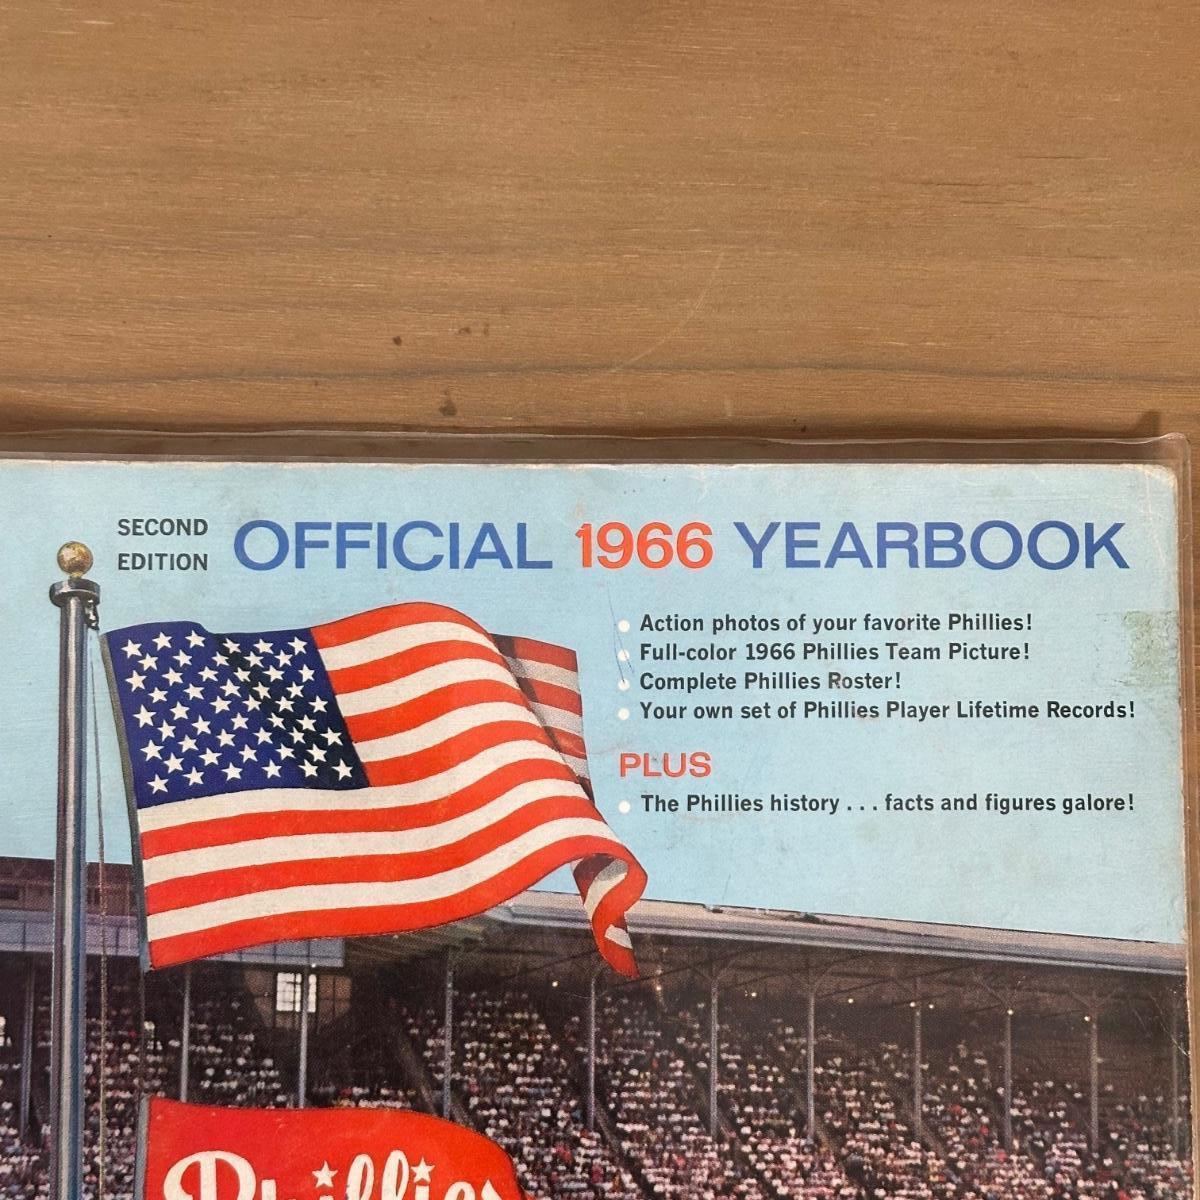 SECOND
EDITION
OFFICIAL 1966 YEARBOOK
Action photos of your favorite Phillies!
Full-color 1966 Phillies Team Picture!
Complete Phillies Roster!
Your own set of Phillies Player Lifetime Records!
PLUS
The Phillies history . . . facts and figures galore!
Phillies